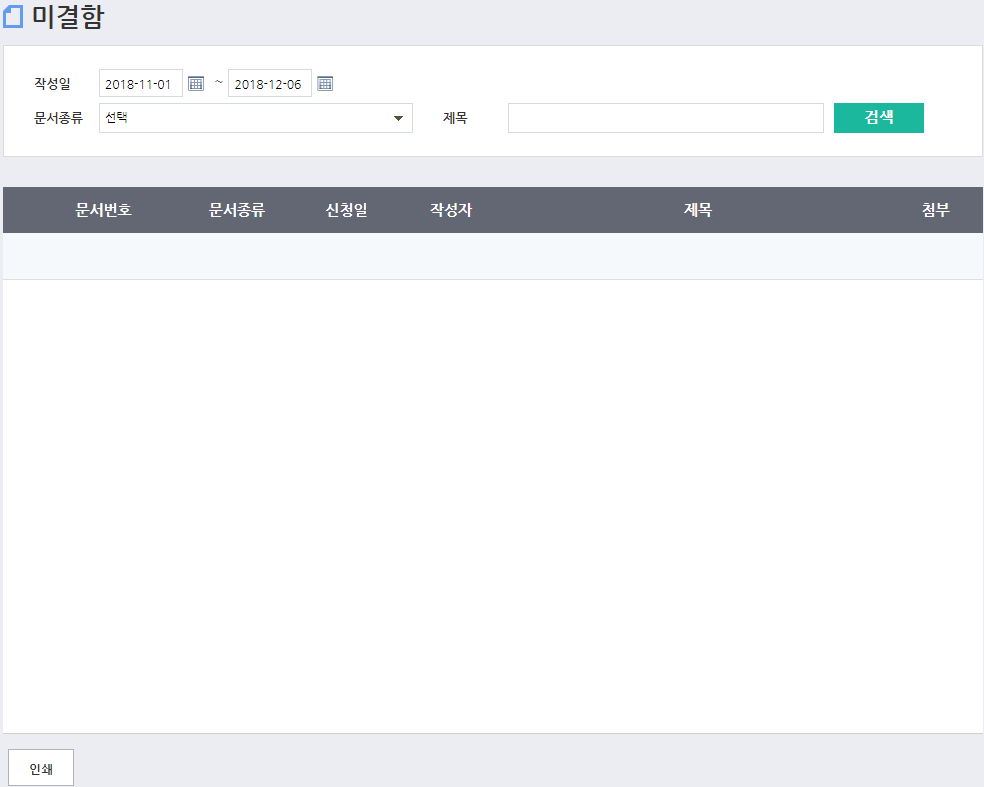 미결함
작성일 2018-11-01 ~ 2018-12-06
문서종류 선택 제목 검색
문서번호 문서종류 신청일 작성자 제목 첨부
인쇄